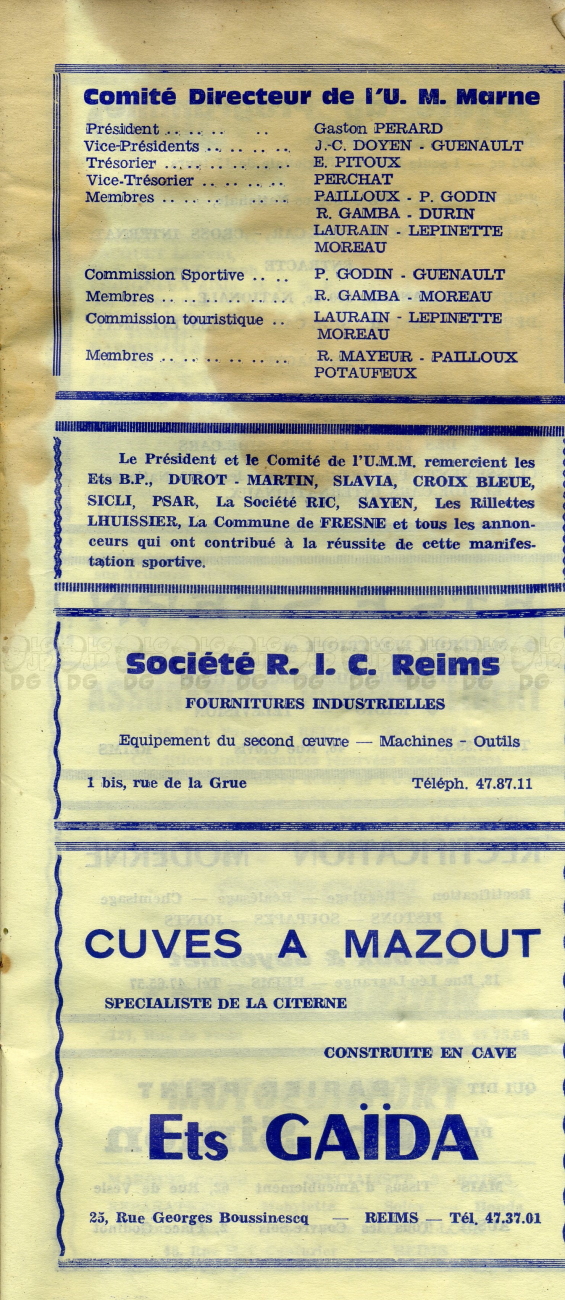 Comité Directeur de l'U. M. Marne
Président .. .. .. .. Gaston PERARD
Vice-Présidents .. .. .. .. J.-C. DOYEN - GUENAULT
Trésorier .. .. .. .. .. .. E. PITOUX
Vice-Trésorier .. .. .. .. PERCHAT
Membres .. .. .. .. .. .. PAILLOUX - P. GODIN
R. GAMBA - DURIN
LAURAIN - LEPINETTE
MOREAU
Commission Sportive .. .. P. GODIN - GUENAULT
Membres .. .. .. .. .. .. R. GAMBA - MOREAU
Commission touristique .. LAURAIN - LEPINETTE
MOREAU
Membres .. .. .. .. .. .. R. MAYEUR - PAILLOUX
POTAUFEUX
Le Président et le Comité de l'U.M.M. remercient les
Ets B.P., DUROT - MARTIN, SLAVIA, CROIX BLEUE,
SICLI, PSAR, La Société RIC, SAYEN, Les Rillettes
LHUISSIER, La Commune de FRESNE et tous les annon-
ceurs qui ont contribué à la réussite de cette manifes-
tation sportive.
Société R. I. C. Reims
FOURNITURES INDUSTRIELLES
Equipement du second œuvre — Machines - Outils
1 bis, rue de la Grue Téléph. 47.87.11
CUVES A MAZOUT
SPECIALISTE DE LA CITERNE
CONSTRUITE EN CAVE
Ets GAÏDA
25, Rue Georges Boussinescq — REIMS — Tél. 47.37.01